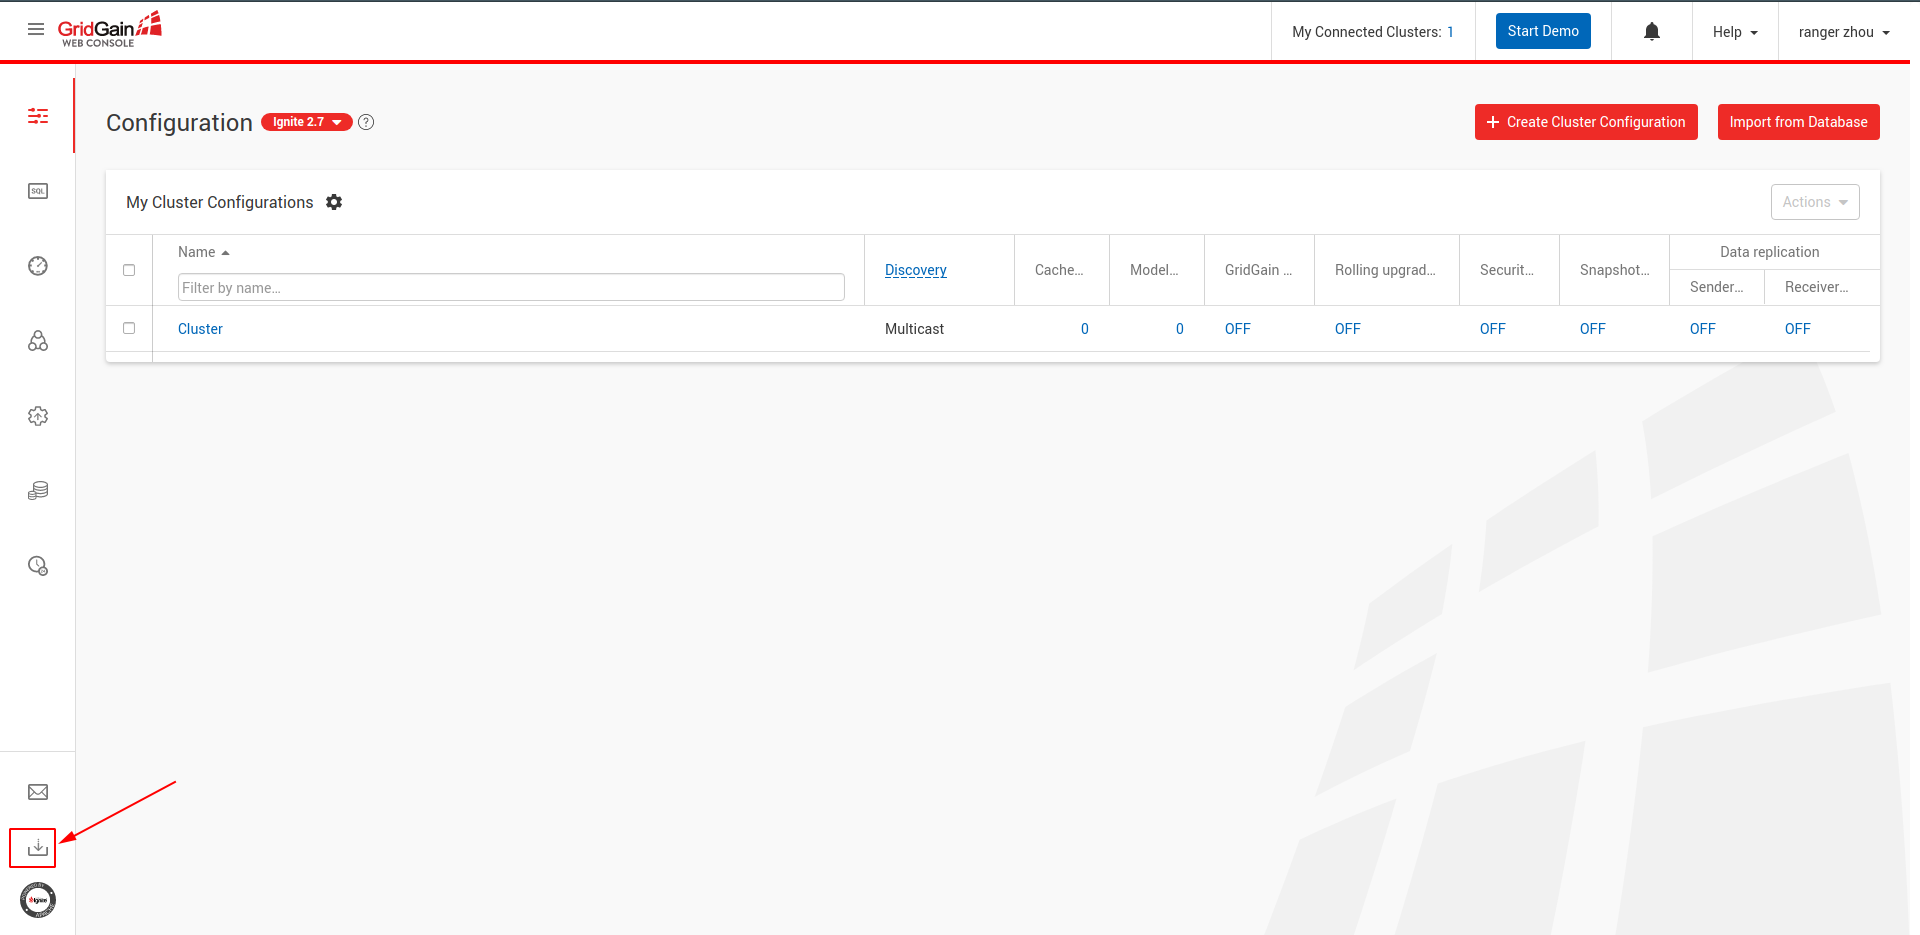 GridGain
WEB CONSOLE
My Connected Clusters: 1
Start Demo
Help
ranger zhou
Configuration
Ignite 2.7
?
+ Create Cluster Configuration
Import from Database
My Cluster Configurations
Actions
Name
Filter by name...
Discovery
Cache...
Model...
GridGain ...
Rolling upgrad...
Securit...
Snapshot...
Data replication
Sender...
Receiver...
Cluster
Multicast
0
0
OFF
OFF
OFF
OFF
OFF
OFF
SQL
Ignite